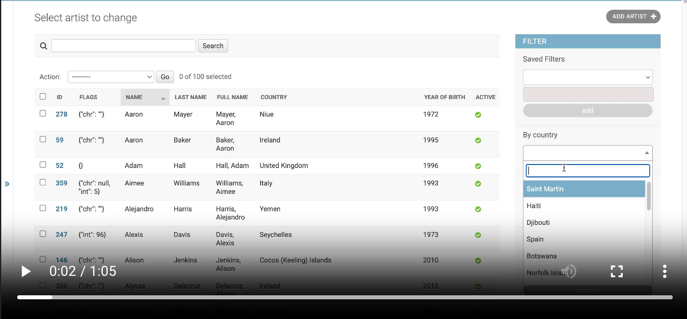 Select artist to change
ADD ARTIST +
Search
Action: --------- Go 0 of 100 selected
ID FLAGS NAME LAST NAME FULL NAME COUNTRY YEAR OF BIRTH ACTIVE
278 {"chr": ""} Aaron Mayer Mayer, Aaron Niue 1972
59 {"chr": ""} Aaron Baker Baker, Aaron Ireland 1995
52 {} Adam Hall Hall, Adam United Kingdom 1996
359 {"chr": null, "int": 5} Aimee Williams Williams, Aimee Italy 1993
219 {"chr": ""} Alejandro Harris Harris, Alejandro Yemen 1993
247 {"int": 96} Alexis Davis Davis, Alexis Seychelles 1973
146 {"chr": ""} Alison Jenkins Jenkins, Alison Cocos (Keeling) Islands 2010
{"chr": ""} Alyssa Delacruz Ireland 2012
FILTER
Saved Filters
add
By country
Saint Martin
Haiti
Djibouti
Spain
Botswana
Norfolk
»
0:02 / 1:05